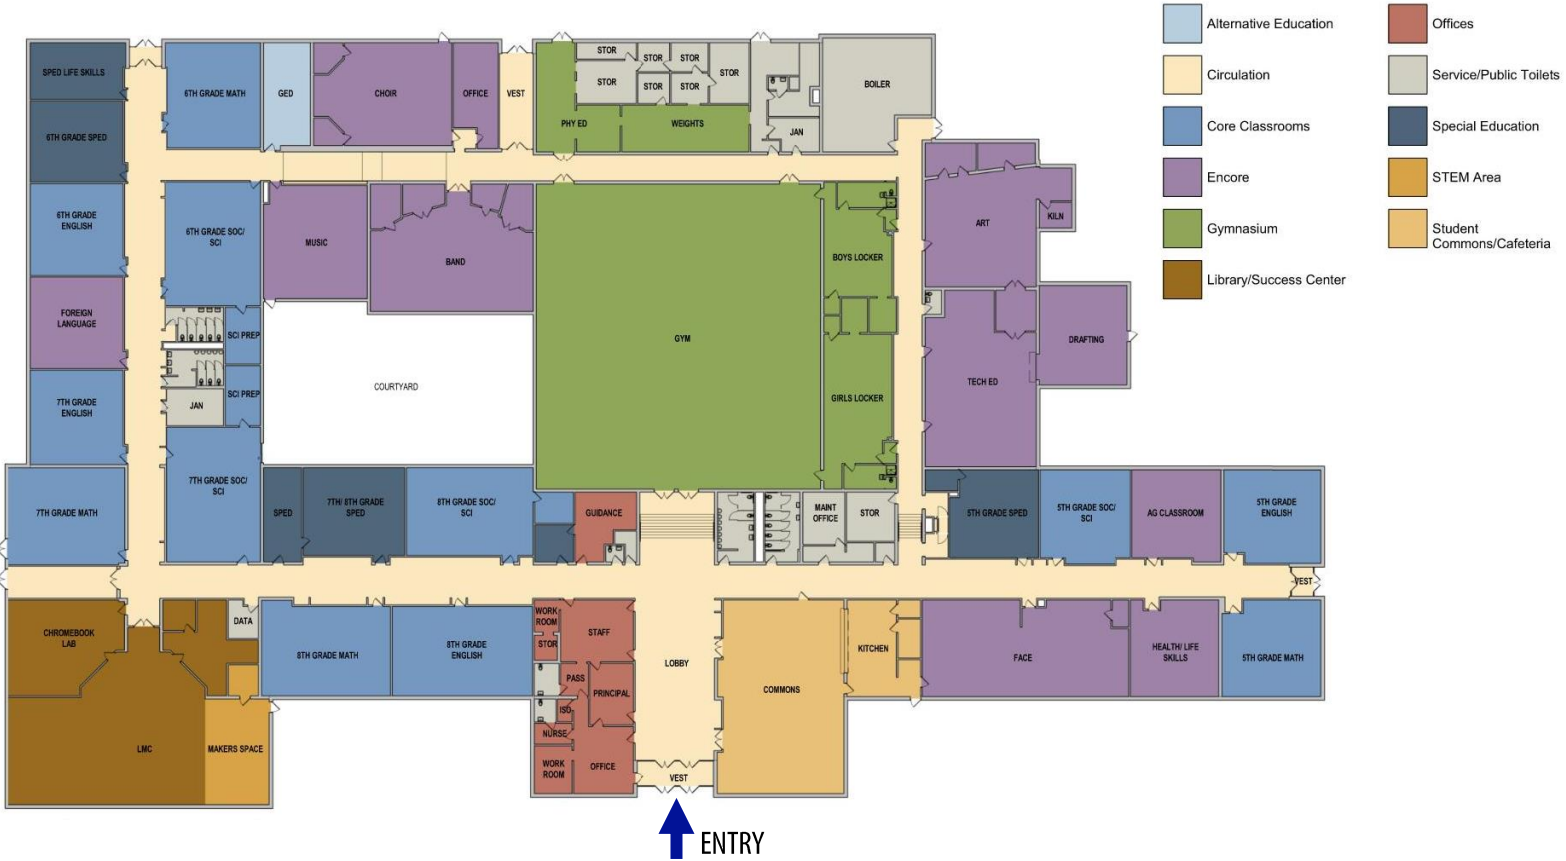 Alternative Education
Offices
Circulation
Service/Public Toilets
Core Classrooms
Special Education
Encore
STEM Area
Gymnasium
Student
Commons/Cafeteria
Library/Success Center
SPED LIFE SKILLS
6TH GRADE MATH
GED
CHOIR
OFFICE
VEST
STOR
STOR
STOR
STOR
STOR
STOR
STOR
BOILER
6TH GRADE SPED
PHY ED
WEIGHTS
JAN
6TH GRADE
ENGLISH
6TH GRADE SOC/
SCI
MUSIC
BAND
BOYS LOCKER
ART
KILN
FOREIGN
LANGUAGE
SCI PREP
GYM
DRAFTING
7TH GRADE
ENGLISH
JAN
SCI PREP
COURTYARD
GIRLS LOCKER
TECH ED
7TH GRADE MATH
7TH GRADE SOC/
SCI
SPED
7TH/ 8TH GRADE
SPED
8TH GRADE SOC/
SCI
GUIDANCE
MAINT
OFFICE
STOR
5TH GRADE SPED
5TH GRADE SOC/
SCI
AG CLASSROOM
5TH GRADE
ENGLISH
VEST
CHROMEBOOK
LAB
DATA
8TH GRADE MATH
8TH GRADE
ENGLISH
WORK
ROOM
STOR
STAFF
PASS
PRINCIPAL
ISO
NURSE
WORK
ROOM
OFFICE
LOBBY
COMMONS
KITCHEN
FACE
HEALTH/ LIFE
SKILLS
5TH GRADE MATH
LMC
MAKERS SPACE
VEST
ENTRY